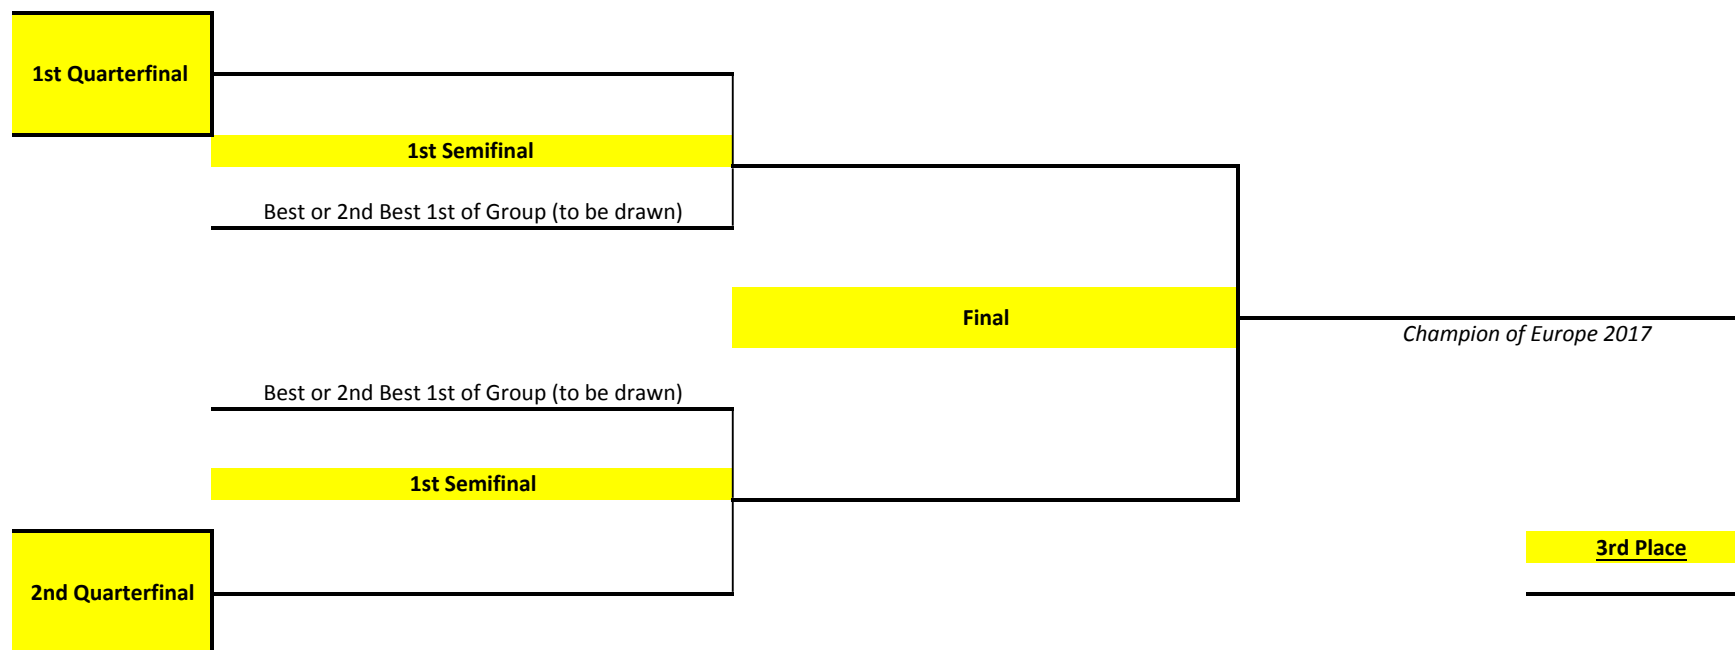 1st Quarterfinal
1st Semifinal
Best or 2nd Best 1st of Group (to be drawn)
Final
Champion of Europe 2017
Best or 2nd Best 1st of Group (to be drawn)
1st Semifinal
3rd Place
2nd Quarterfinal